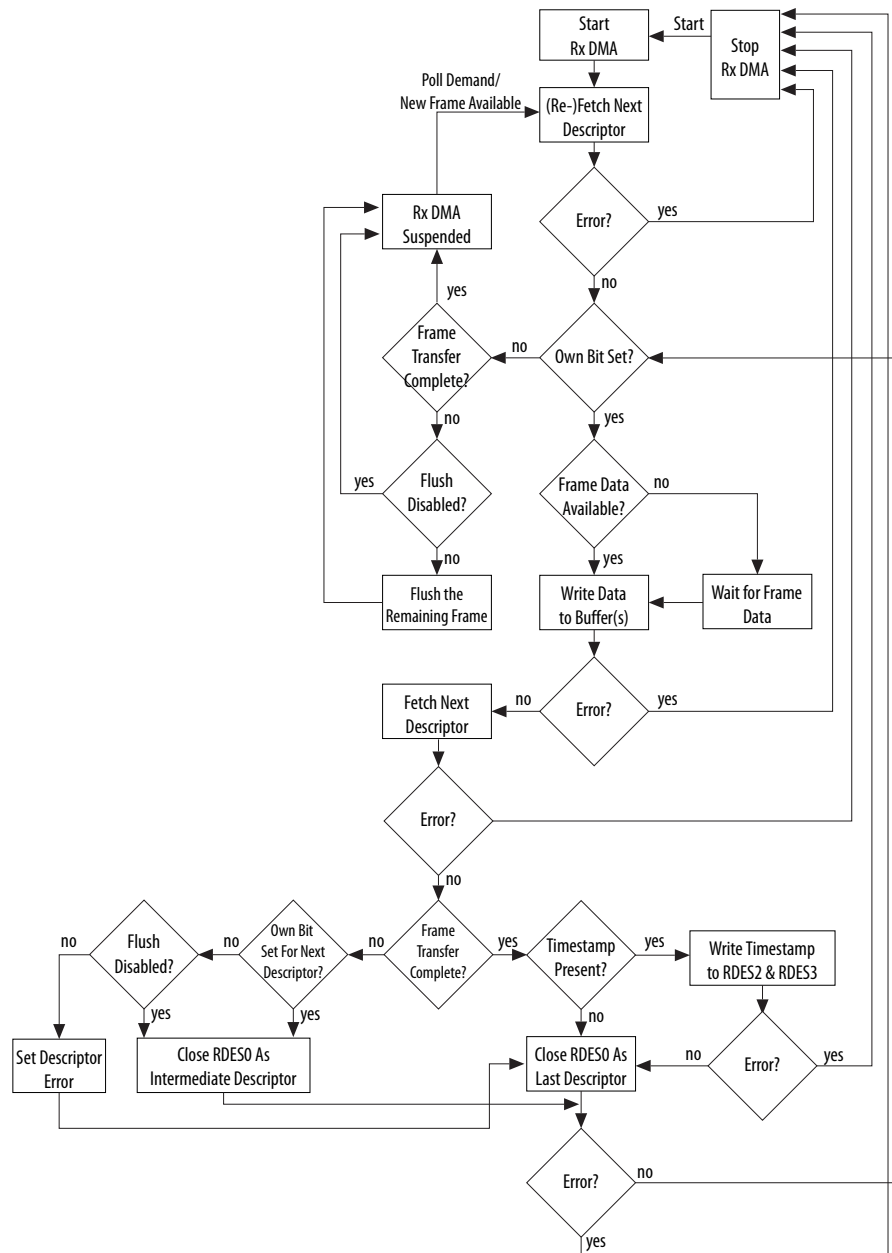 Start
Rx DMA
Start
Stop
Rx DMA
Poll Demand/
New Frame Available
(Re-)Fetch Next
Descriptor
Rx DMA
Suspended
Error?
yes
no
yes
Frame
Transfer
Complete?
no
Own Bit Set?
no
yes
yes
Flush
Disabled?
Frame Data
Available?
no
no
yes
Flush the
Remaining Frame
Write Data
to Buffer(s)
Wait for Frame
Data
Fetch Next
Descriptor
no
Error?
yes
Error?
no
no
Flush
Disabled?
no
Own Bit
Set For Next
Descriptor?
no
Frame
Transfer
Complete?
yes
Timestamp
Present?
yes
Write Timestamp
to RDES2 & RDES3
yes
yes
no
Set Descriptor
Error
Close RDES0 As
Intermediate Descriptor
Close RDES0 As
Last Descriptor
no
Error?
yes
Error?
no
yes